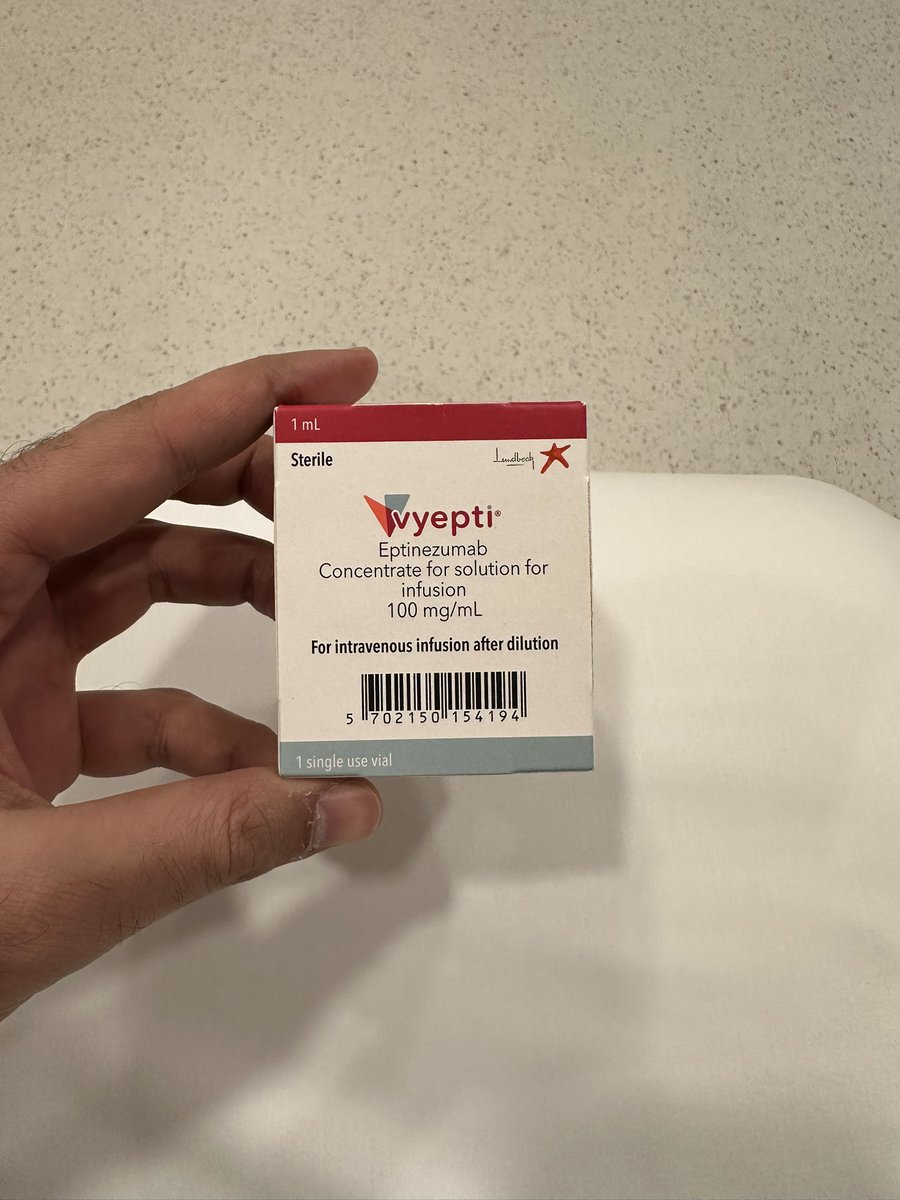 1 mL
Sterile
Lundbeck
vyepti®
Eptinezumab
Concentrate for solution for
infusion
100 mg/mL
For intravenous infusion after dilution
5 702150 154194
1 single use vial